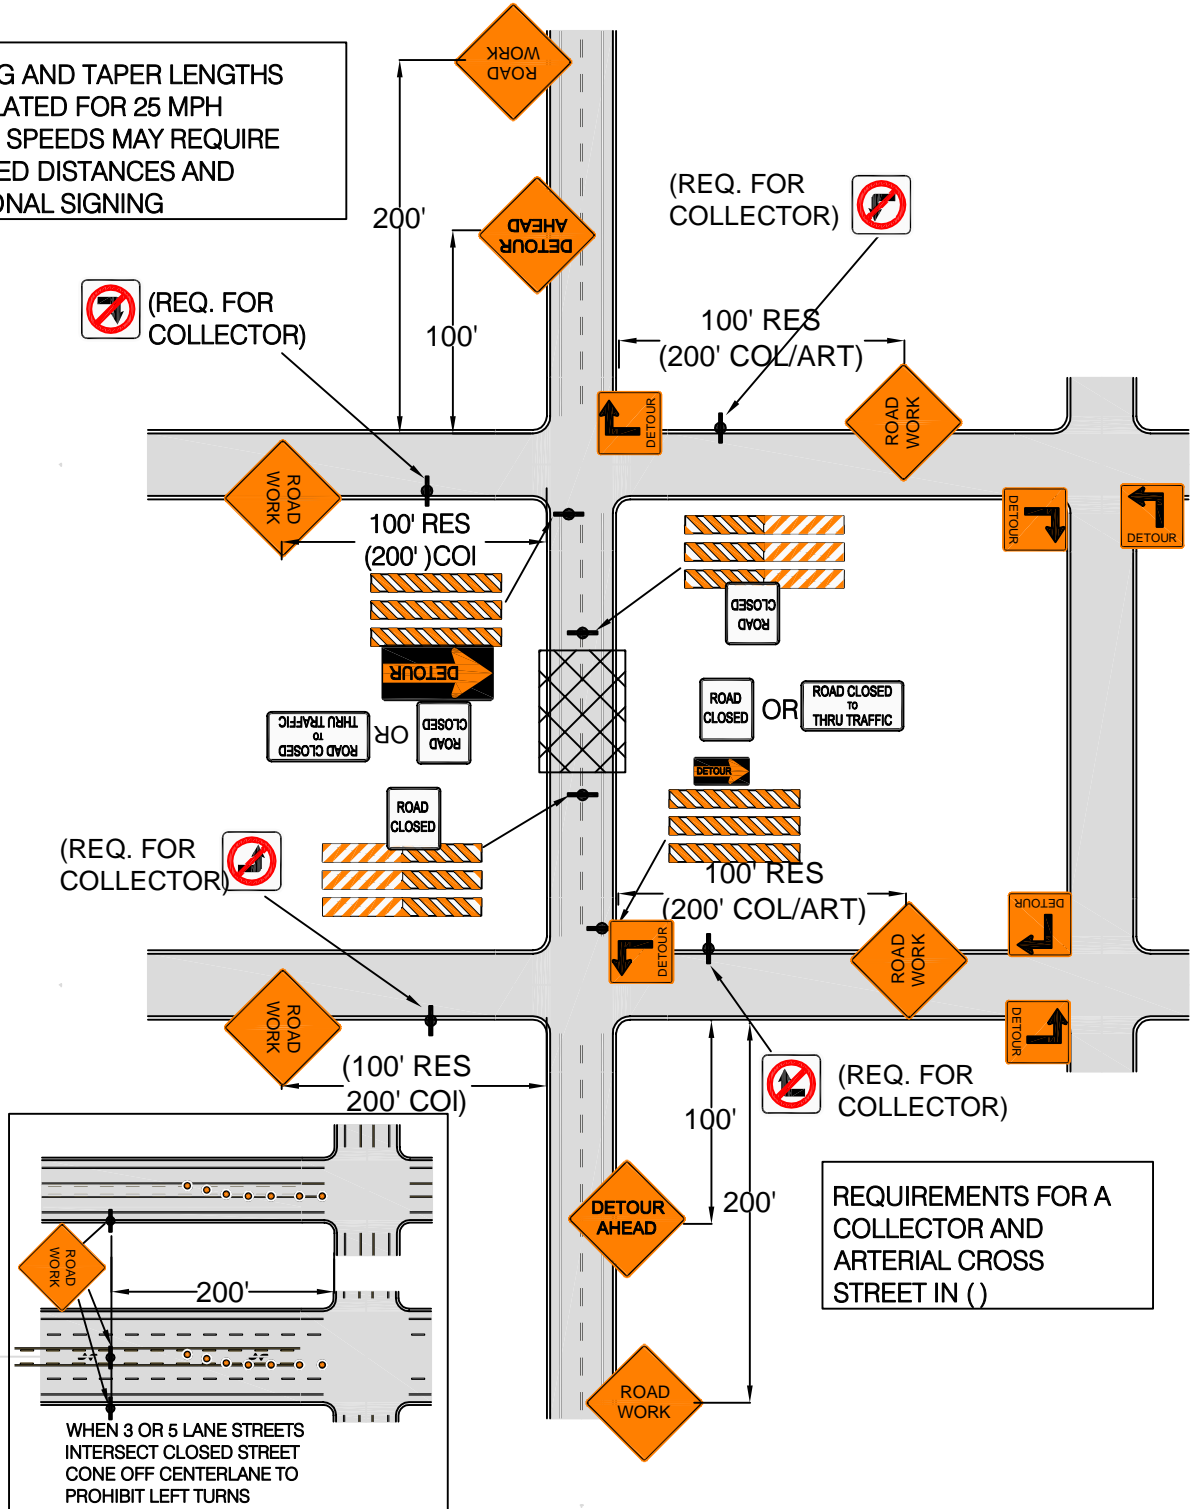 G AND TAPER LENGTHS
LATED FOR 25 MPH
SPEEDS MAY REQUIRE
ED DISTANCES AND
ONAL SIGNING
ROAD
WORK
200'
DETOUR
AHEAD
100'
(REQ. FOR
COLLECTOR)
(REQ. FOR
COLLECTOR)
100' RES
(200' COL/ART)
DETOUR
ROAD
WORK
ROAD
WORK
100' RES
(200' )COl
DETOUR
DETOUR
DETOUR
ROAD
CLOSED
OR
ROAD CLOSED
TO
THRU TRAFFIC
ROAD
CLOSED
ROAD
CLOSED
OR
ROAD CLOSED
TO
THRU TRAFFIC
DETOUR
ROAD
CLOSED
(REQ. FOR
COLLECTOR)
100' RES
(200' COL/ART)
DETOUR
ROAD
WORK
DETOUR
DETOUR
ROAD
WORK
(100' RES
200' COl)
(REQ. FOR
COLLECTOR)
100'
200'
DETOUR
AHEAD
ROAD
WORK
REQUIREMENTS FOR A
COLLECTOR AND
ARTERIAL CROSS
STREET IN ( )
ROAD
WORK
200'
WHEN 3 OR 5 LANE STREETS
INTERSECT CLOSED STREET
CONE OFF CENTERLANE TO
PROHIBIT LEFT TURNS